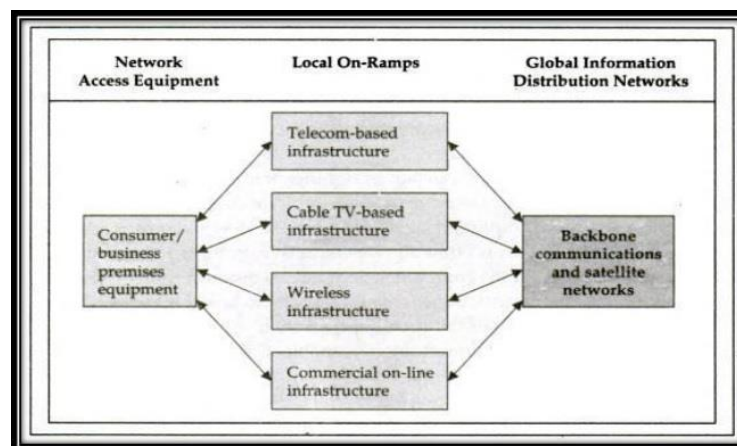 Network
Access Equipment
Local On-Ramps
Global Information
Distribution Networks
Telecom-based
infrastructure
Cable TV-based
infrastructure
Consumer/
business
premises
equipment
Wireless
infrastructure
Commercial on-line
infrastructure
Backbone
communications
and satellite
networks